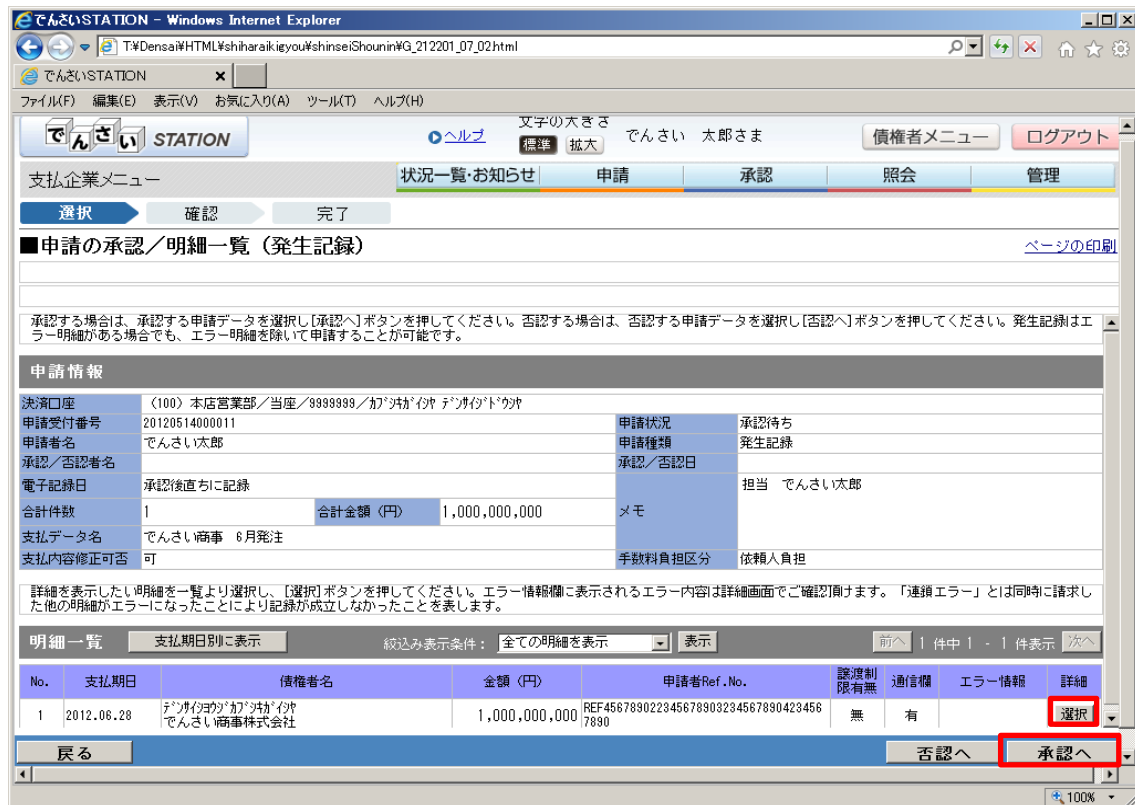 でんさいSTATION - Windows Internet Explorer
T:¥Densai¥HTML¥shiharaikigyou¥shinseiShounin¥G_212201_07_02.html
でんさいSTATION
ファイル(F) 編集(E) 表示(V) お気に入り(A) ツール(T) ヘルプ(H)
でんさい STATION ヘルプ 文字の大きさ 標準 拡大 でんさい 太郎さま 債権者メニュー ログアウト
支払企業メニュー 状況一覧・お知らせ 申請 承認 照会 管理
選択 確認 完了
■申請の承認／明細一覧（発生記録） ページの印刷
承認する場合は、承認する申請データを選択し[承認へ]ボタンを押してください。否認する場合は、否認する申請データを選択し[否認へ]ボタンを押してください。発生記録はエ
ラー明細がある場合でも、エラー明細を除いて申請することが可能です。
申請情報
決済口座 （100）本店営業部／当座／9999999／ｶﾌﾞｼｷｶﾞｲｼﾔ ﾃﾞﾝｻｲｼﾞﾄﾞｳｼﾔ
申請受付番号 20120514000011 申請状況 承認待ち
申請者名 でんさい太郎 申請種類 発生記録
承認／否認者名 承認／否認日
電子記録日 承認後直ちに記録 担当 でんさい太郎
合計件数 1 合計金額（円） 1,000,000,000 メモ
支払データ名 でんさい商事 6月発注
支払内容修正可否 可 手数料負担区分 依頼人負担
詳細を表示したい明細を一覧より選択し、[選択]ボタンを押してください。エラー情報欄に表示されるエラー内容は詳細画面でご確認頂けます。「連鎖エラー」とは同時に請求し
た他の明細がエラーになったことにより記録が成立しなかったことを表します。
明細一覧 支払期日別に表示 絞込み表示条件： 全ての明細を表示 表示 前へ 1 件中 1 - 1 件表示 次へ
No. 支払期日 債権者名 金額（円） 申請者Ref.No. 譲渡制限有無 通信欄 エラー情報 詳細
1 2012.06.28 ﾃﾞﾝｻｲｼﾖｳｼﾞｶﾌﾞｼｷｶﾞｲｼﾔ でんさい商事株式会社 1,000,000,000 REF4567890223456789032345678904234567890 無 有 選択
戻る 否認へ 承認へ
100%